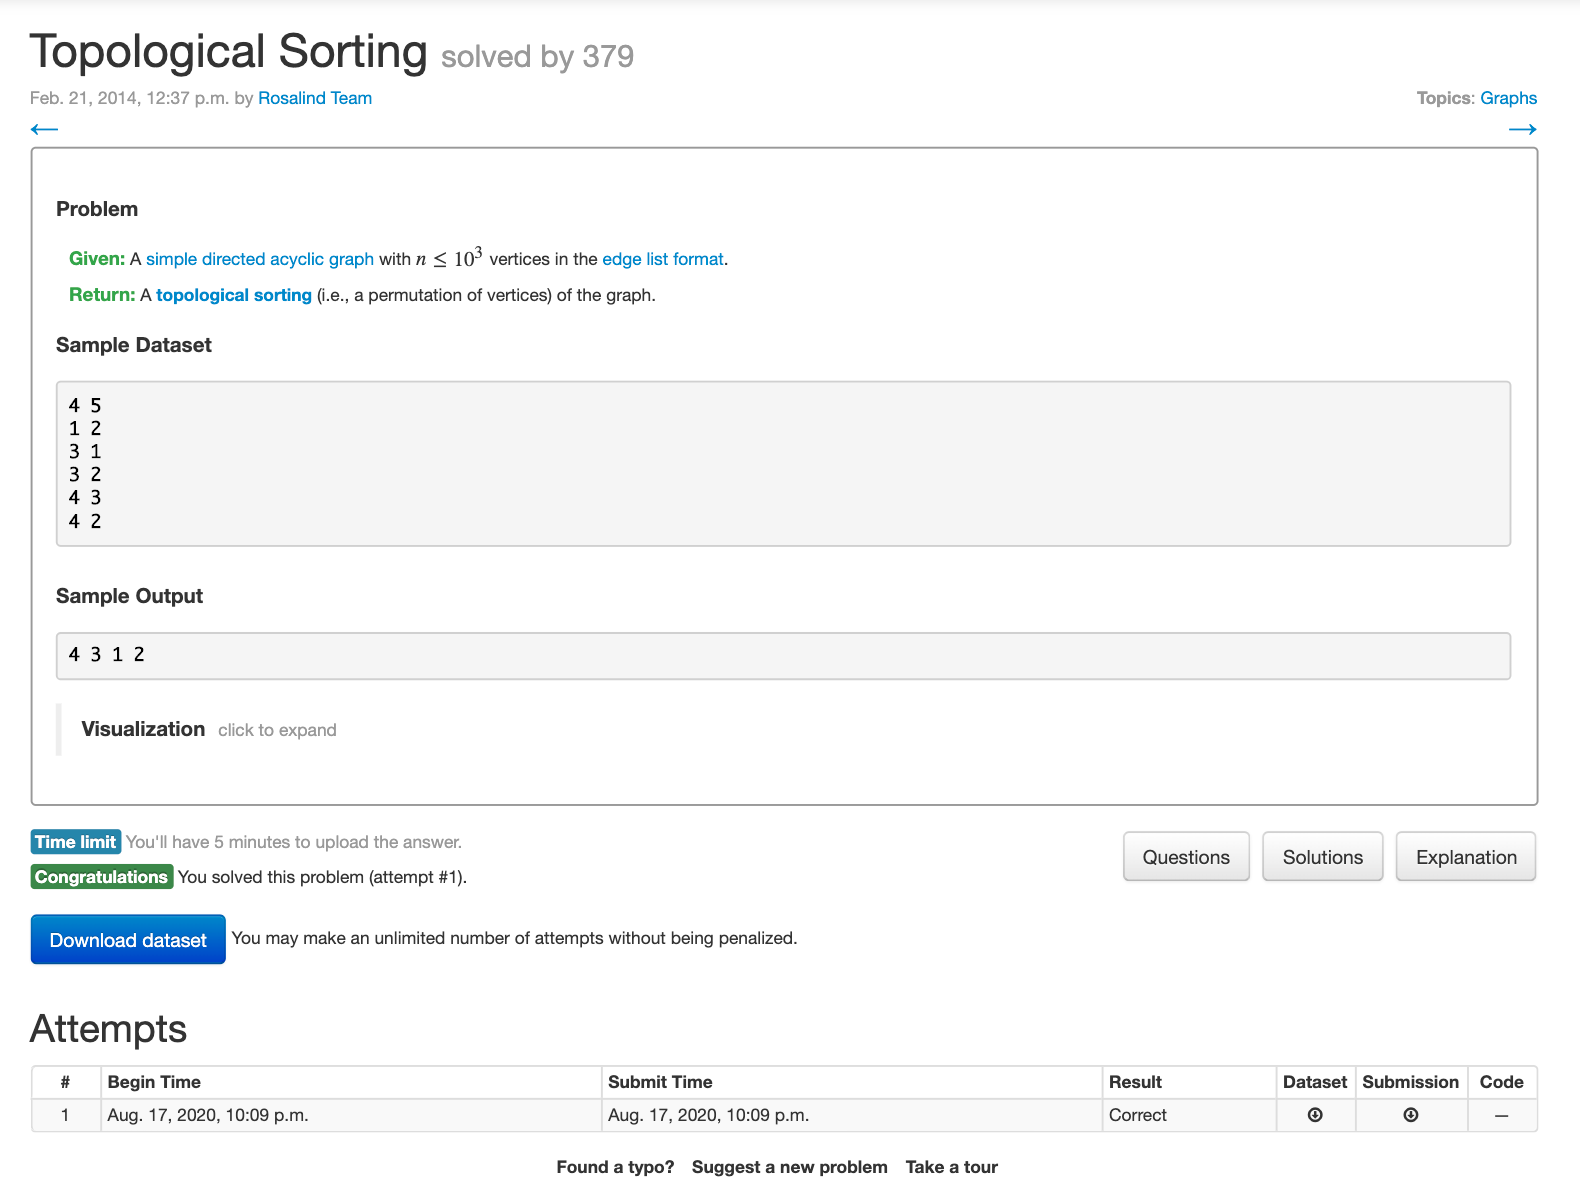 Topological Sorting solved by 379
Feb. 21, 2014, 12:37 p.m. by Rosalind Team
Topics: Graphs
← →
Problem
Given: A simple directed acyclic graph with n ≤ 10³ vertices in the edge list format.
Return: A topological sorting (i.e., a permutation of vertices) of the graph.
Sample Dataset
4 5
1 2
3 1
3 2
4 3
4 2
Sample Output
4 3 1 2
Visualization click to expand
Time limit You'll have 5 minutes to upload the answer.
Congratulations You solved this problem (attempt #1).
Questions Solutions Explanation
Download dataset You may make an unlimited number of attempts without being penalized.
Attempts
# Begin Time Submit Time Result Dataset Submission Code
1 Aug. 17, 2020, 10:09 p.m. Aug. 17, 2020, 10:09 p.m. Correct —
Found a typo? Suggest a new problem Take a tour